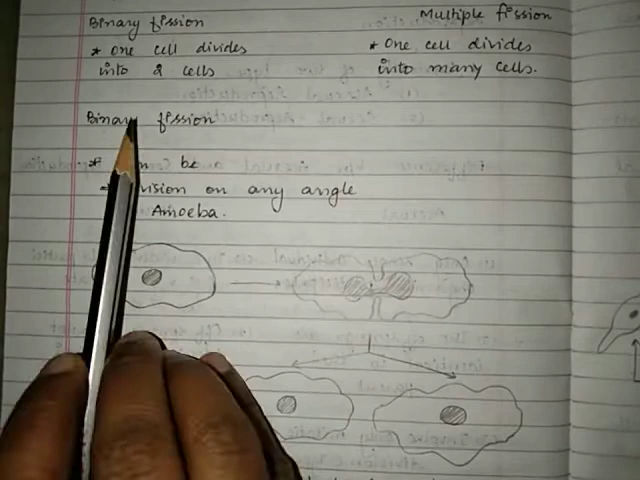 Binary fission
* One cell divides
into 2 cells
Multiple fission
* One cell divides
into many cells.
Binary fission
be
on any angle
Amoeba.